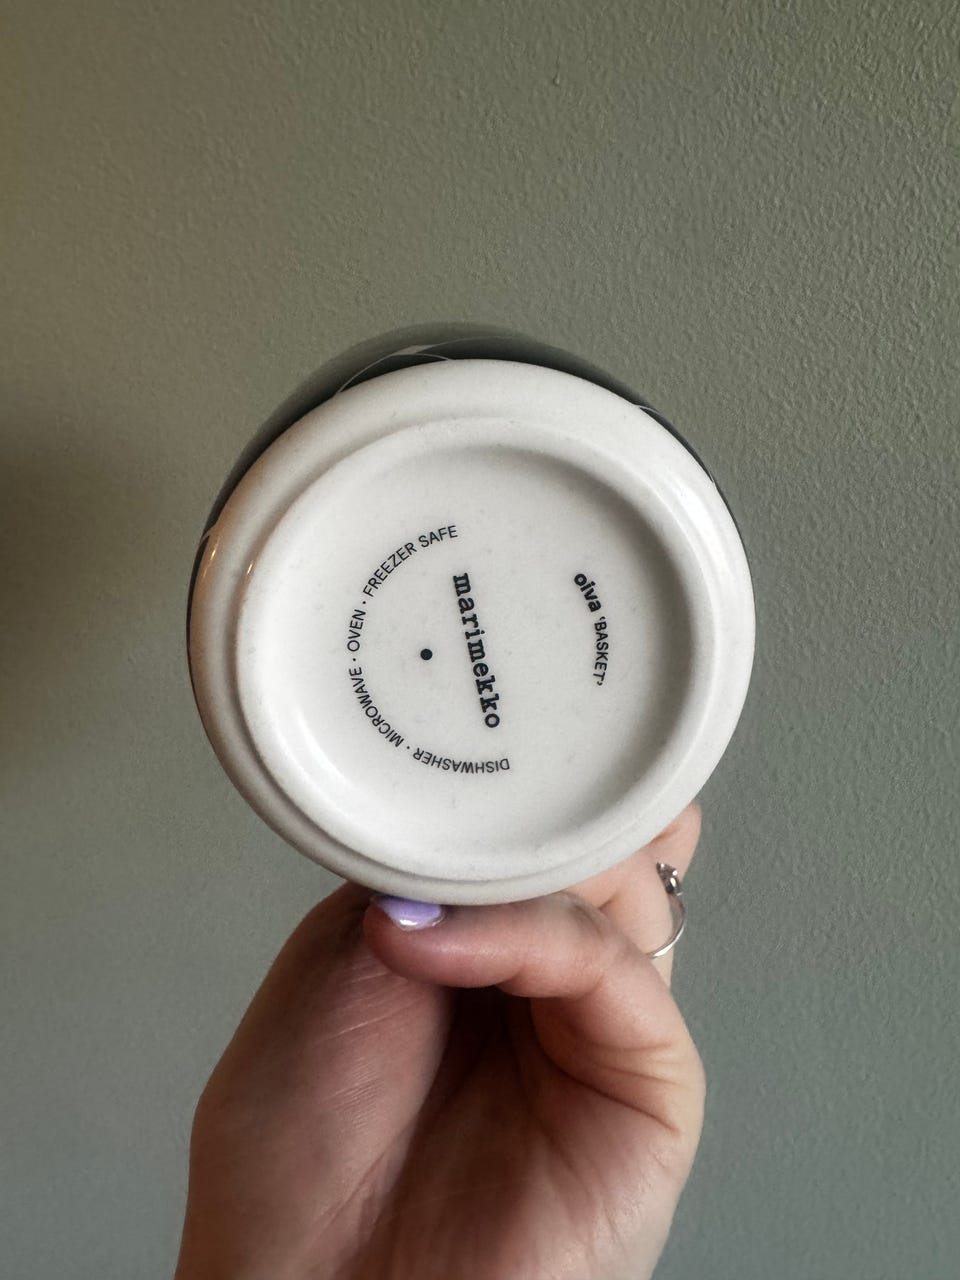 oiva 'BASKET'
marimekko
DISHWASHER · MICROWAVE · OVEN · FREEZER SAFE